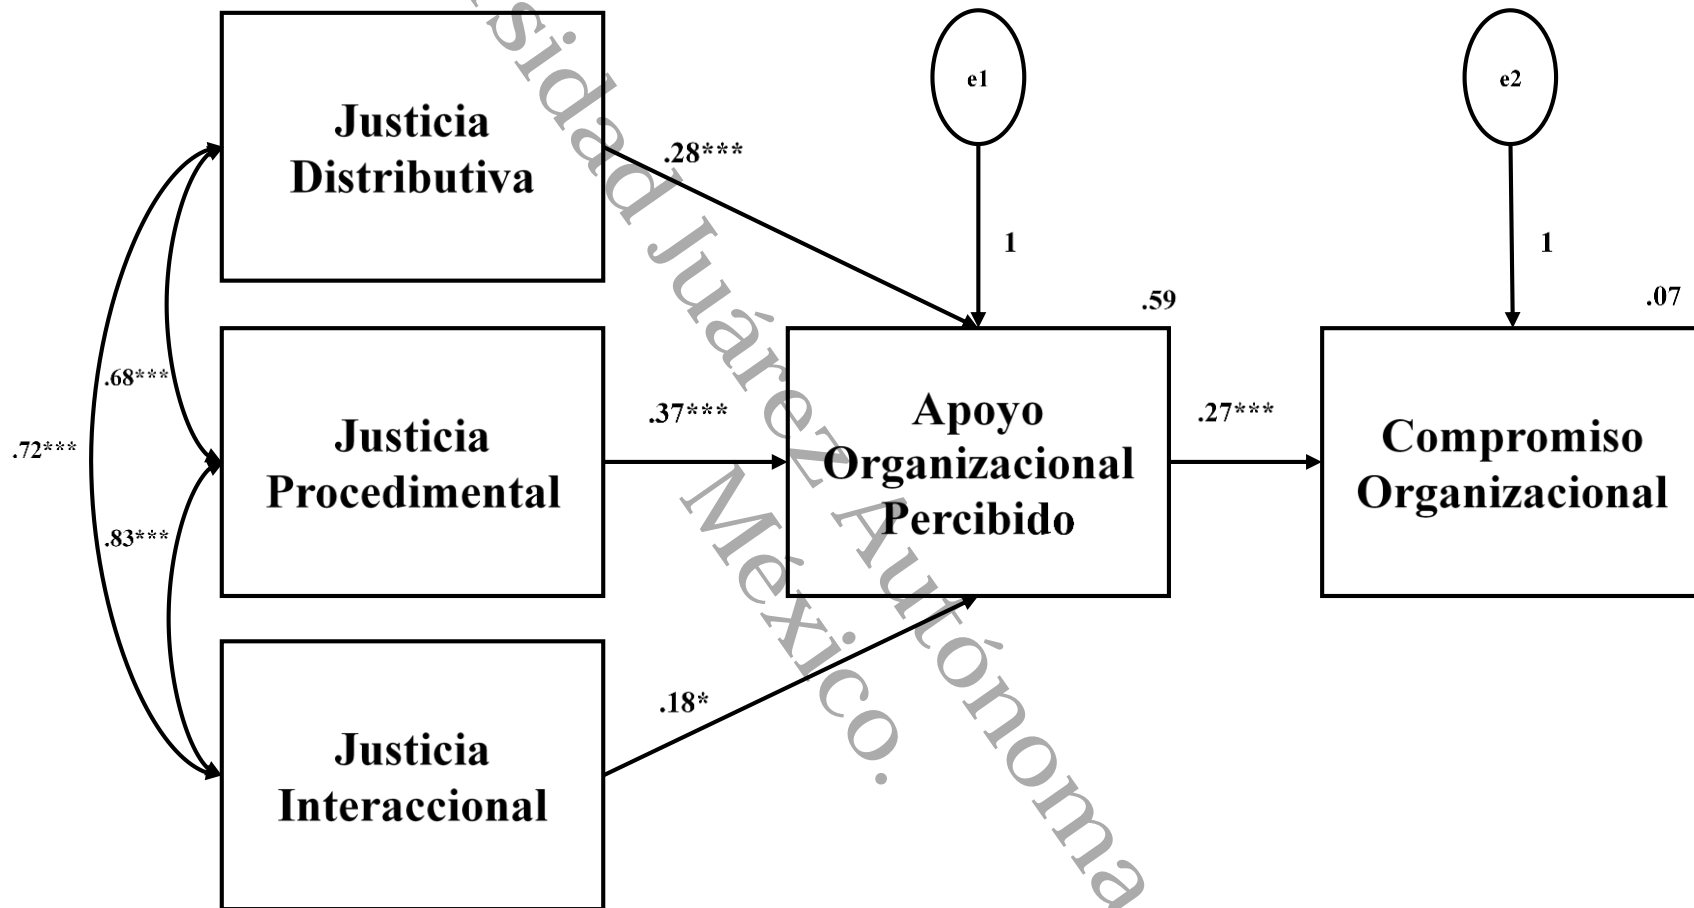 e1
e2
Justicia
Distributiva
.28***
1
1
.59
.07
.68***
.72***
.83***
Justicia
Procedimental
.37***
Apoyo
Organizacional
Percibido
.27***
Compromiso
Organizacional
Justicia
Interaccional
.18*
Juárez Autónoma
México.